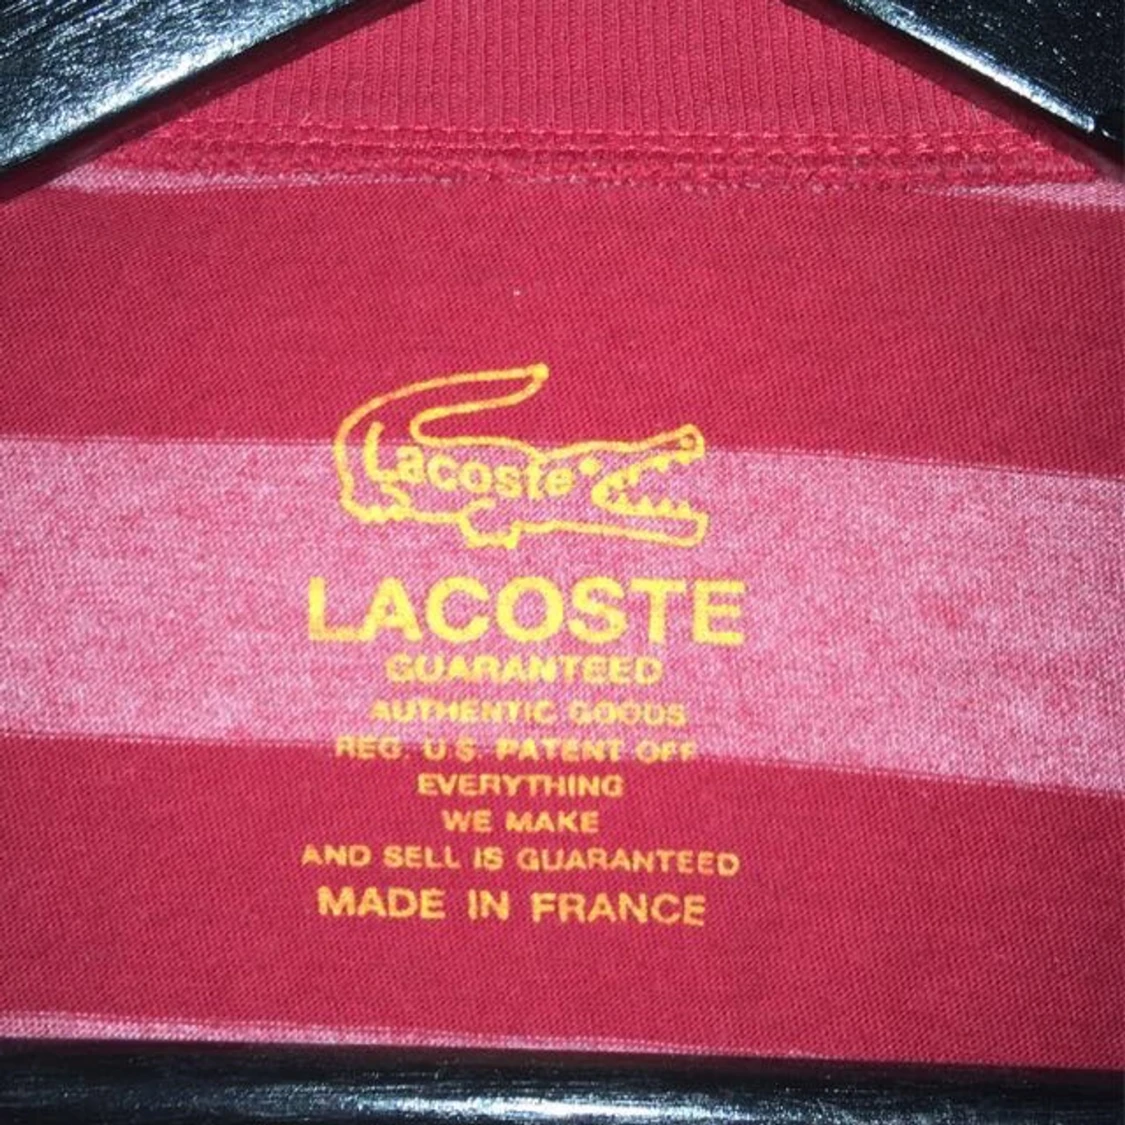 Lacoste
LACOSTE
GUARANTEED
AUTHENTIC GOODS
REG. U.S. PATENT OFF
EVERYTHING
WE MAKE
AND SELL IS GUARANTEED
MADE IN FRANCE